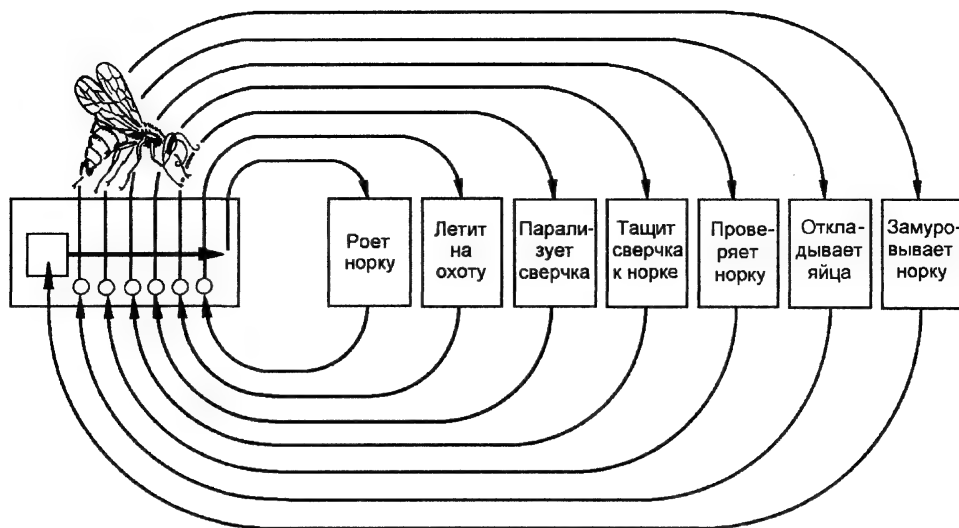 Роет
норку
Летит
на
охоту
Парали-
зует
сверчка
Тащит
сверчка
к норке
Прове-
ряет
норку
Откла-
дывает
яйца
Замуро-
вывает
норку